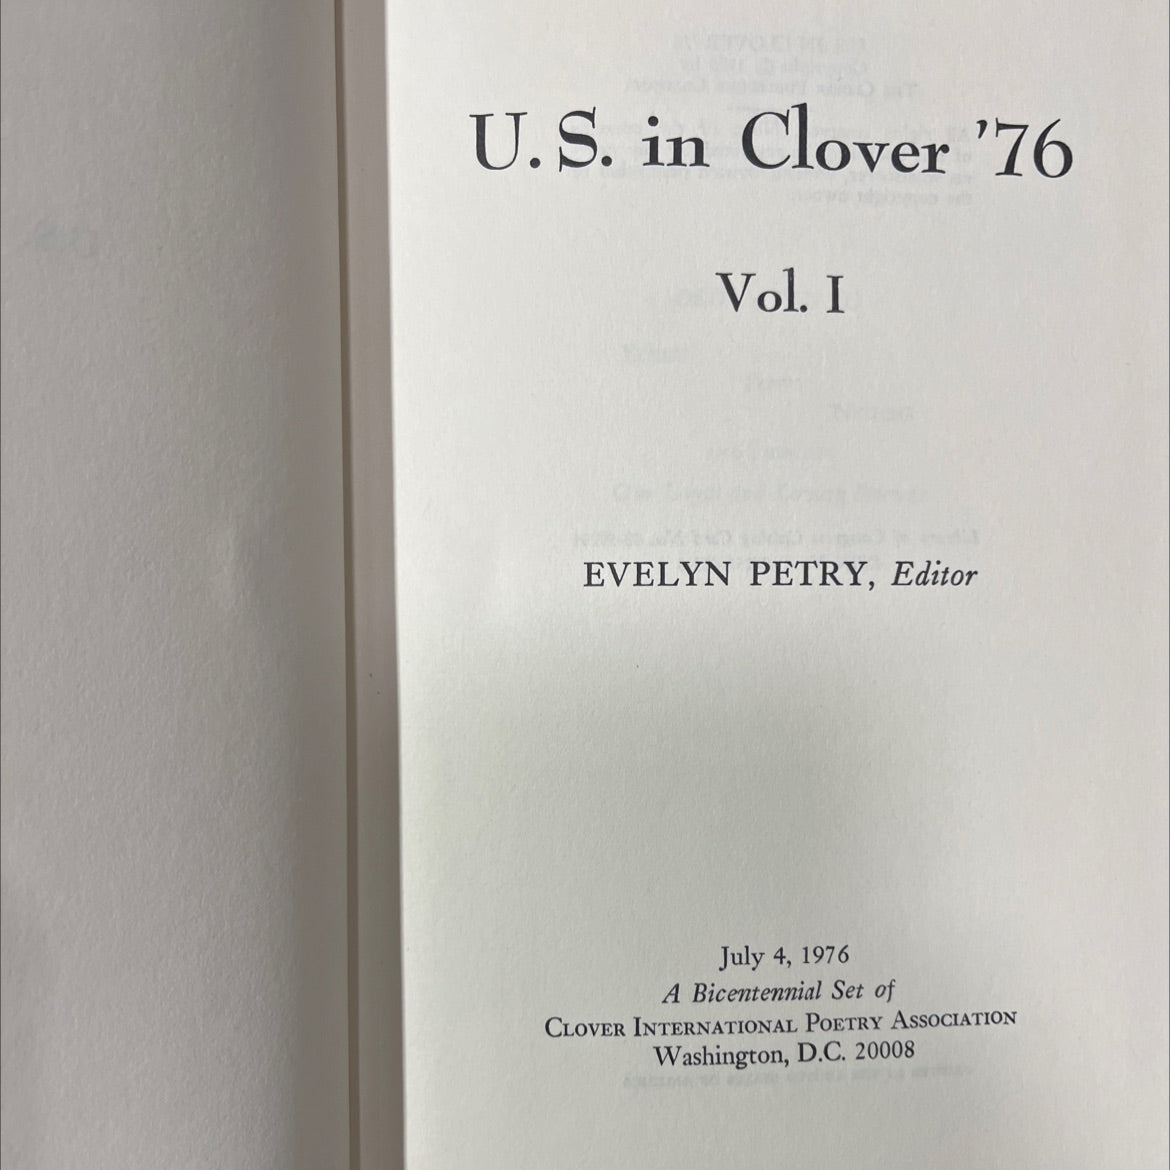 U. S. in Clover '76
Vol. I
EVELYN PETRY, Editor
July 4, 1976
A Bicentennial Set of
CLOVER INTERNATIONAL POETRY ASSOCIATION
Washington, D.C. 20008